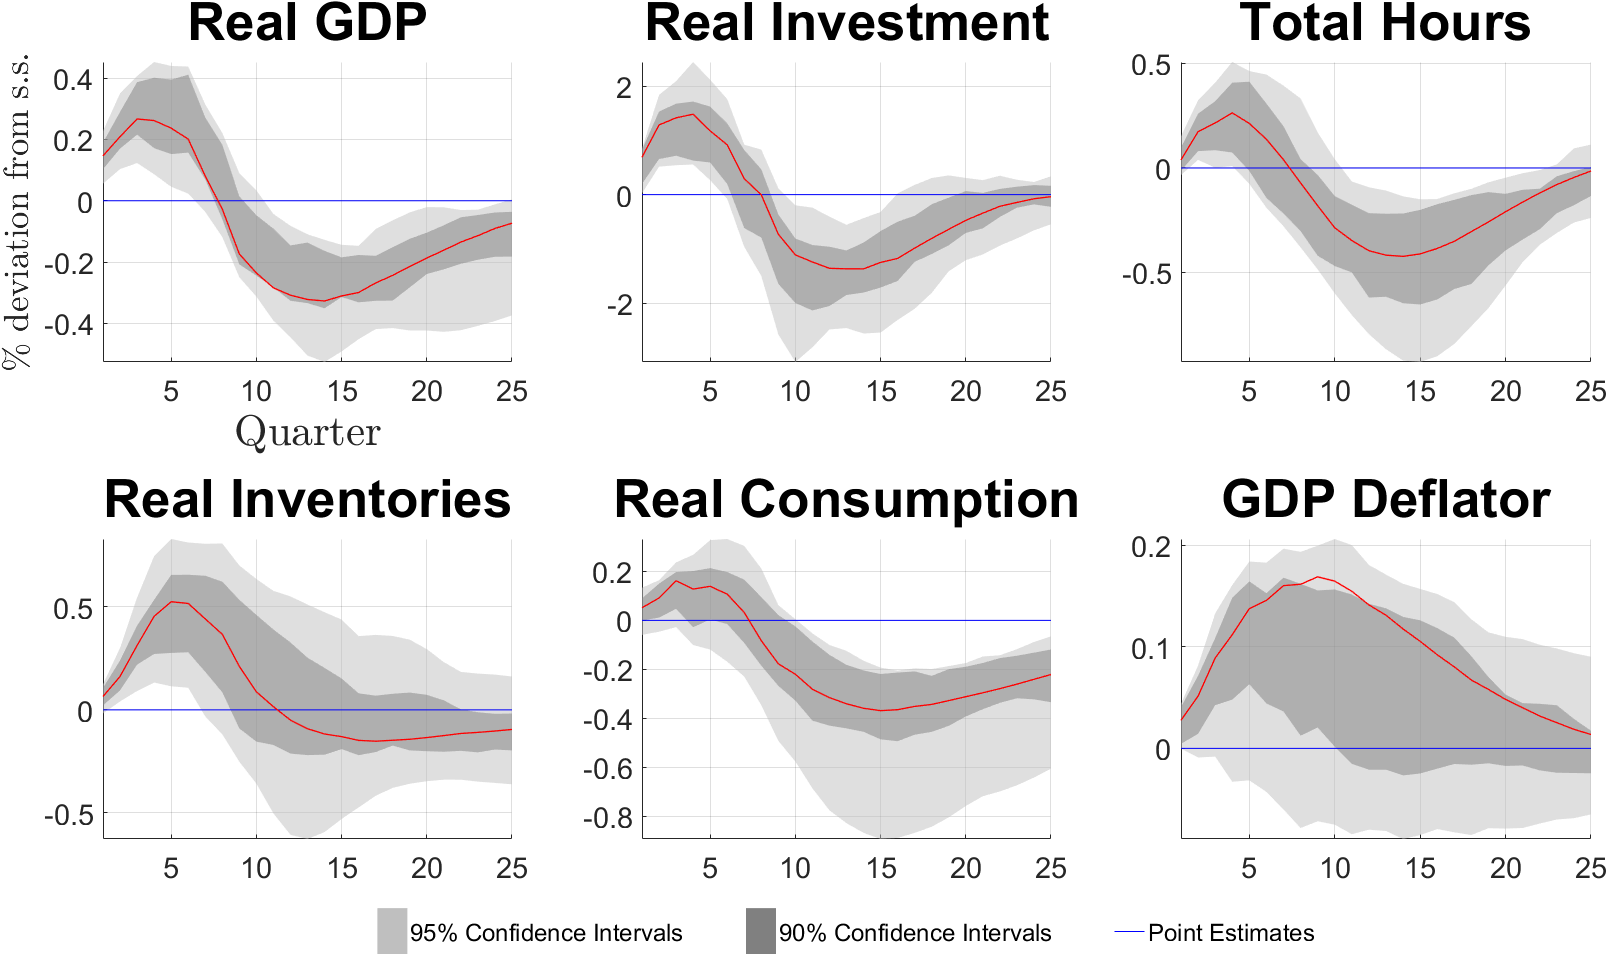 Real GDP
Real Investment
Total Hours
% deviation from s.s.
0.4
0.2
0
-0.2
-0.4
5 10 15 20 25
Quarter
2
0
-2
5 10 15 20 25
0.5
0
-0.5
5 10 15 20 25
Real Inventories
Real Consumption
GDP Deflator
0.5
0
-0.5
5 10 15 20 25
0.2
0
-0.2
-0.4
-0.6
-0.8
5 10 15 20 25
0.2
0.1
0
5 10 15 20 25
95% Confidence Intervals
90% Confidence Intervals
Point Estimates